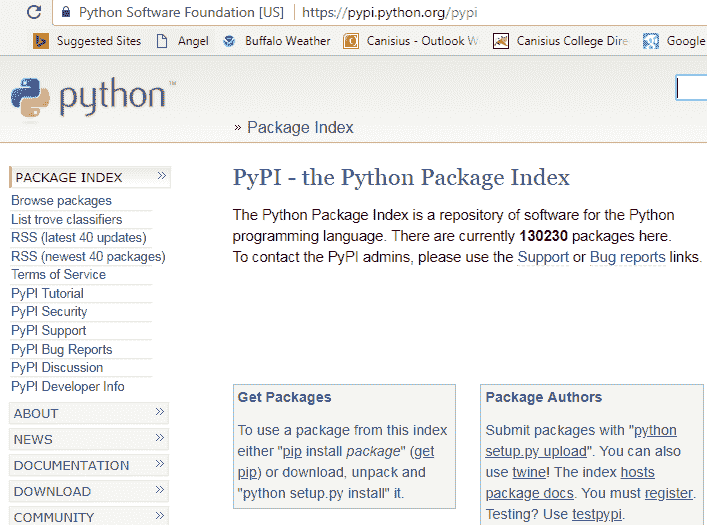 Python Software Foundation [US] https://pypi.python.org/pypi
Suggested Sites Angel Buffalo Weather Canisius - Outlook W Canisius College Dire Google
python™
» Package Index
PACKAGE INDEX »
Browse packages
List trove classifiers
RSS (latest 40 updates)
RSS (newest 40 packages)
Terms of Service
PyPI Tutorial
PyPI Security
PyPI Support
PyPI Bug Reports
PyPI Discussion
PyPI Developer Info
ABOUT »
NEWS »
DOCUMENTATION »
DOWNLOAD »
COMMUNITY »
PyPI - the Python Package Index
The Python Package Index is a repository of software for the Python
programming language. There are currently 130230 packages here.
To contact the PyPI admins, please use the Support or Bug reports links.
Get Packages
To use a package from this index
either "pip install package" (get
pip) or download, unpack and
"python setup.py install" it.
Package Authors
Submit packages with "python
setup.py upload". You can also
use twine! The index hosts
package docs. You must register.
Testing? Use testpypi.